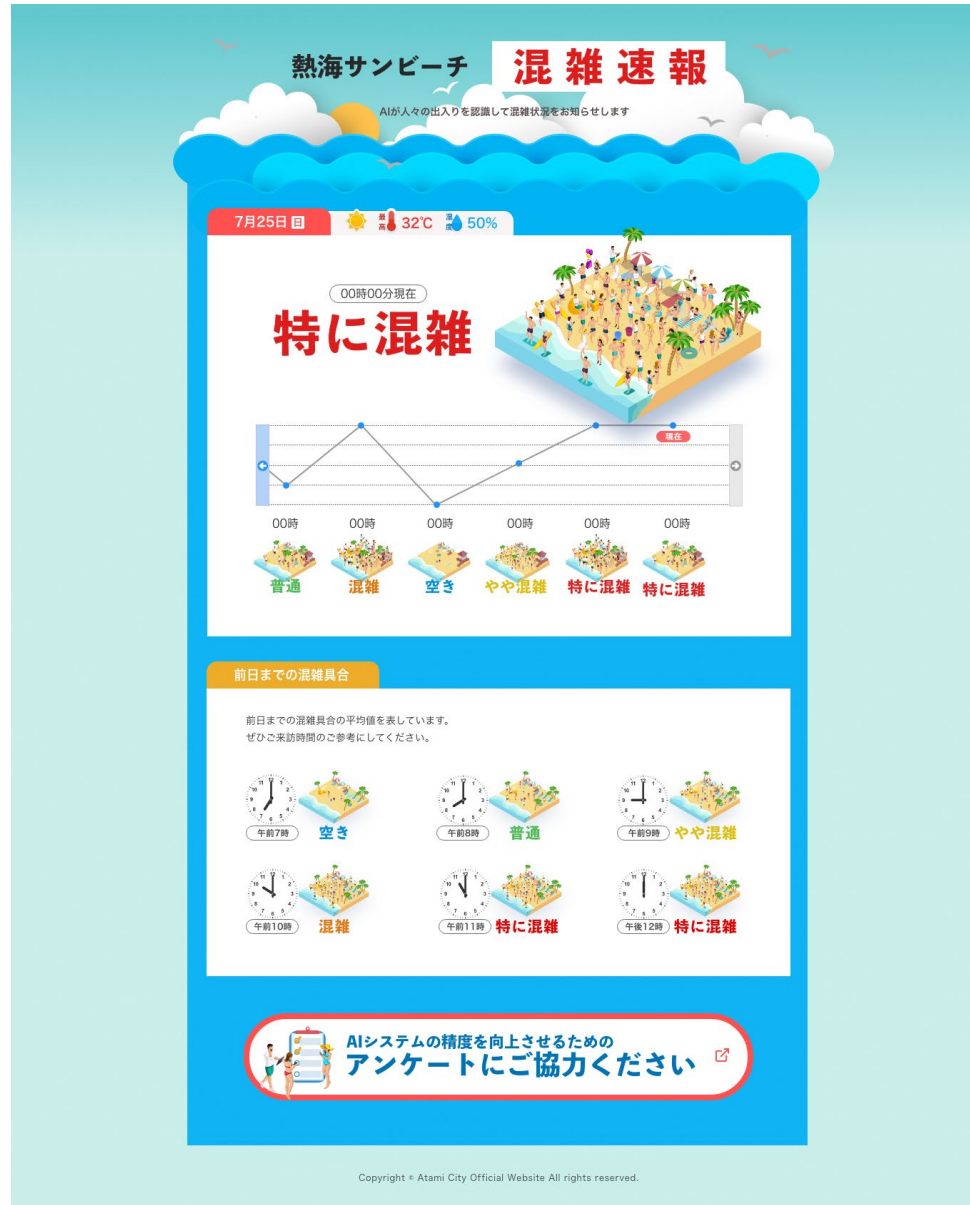 熱海サンビーチ 混雑速報
AIが人々の出入りを認識して混雑状況をお知らせします
7月25日 日 最高 32℃ 湿度 50%
00時00分現在
特に混雑
現在
00時 00時 00時 00時 00時 00時
普通 混雑 空き やや混雑 特に混雑 特に混雑
前日までの混雑具合
前日までの混雑具合の平均値を表しています。
ぜひご来訪時間のご参考にしてください。
午前7時 空き 午前8時 普通 午前9時 やや混雑
午前10時 混雑 午前11時 特に混雑 午後12時 特に混雑
AIシステムの精度を向上させるための
アンケートにご協力ください
Copyright © Atami City Official Website All rights reserved.